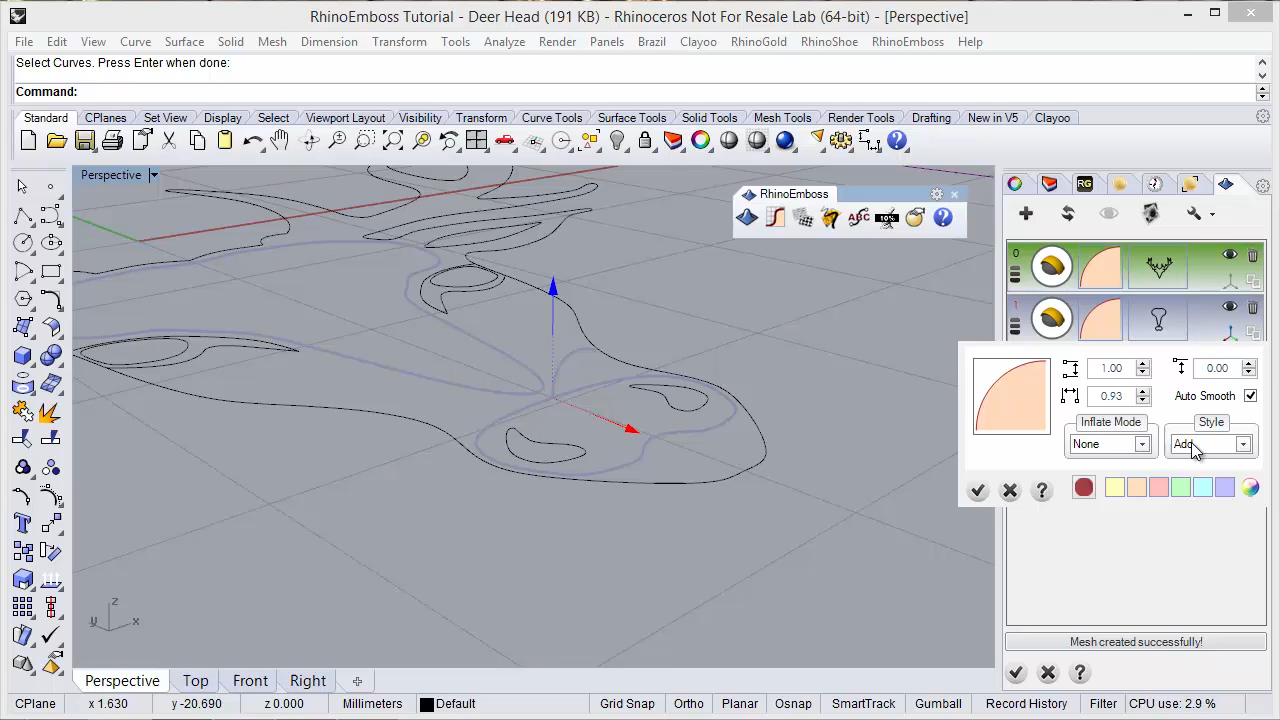 RhinoEmboss Tutorial - Deer Head (191 KB) - Rhinoceros Not For Resale Lab (64-bit) - [Perspective]
File Edit View Curve Surface Solid Mesh Dimension Transform Tools Analyze Render Panels Brazil Clayoo RhinoGold RhinoShoe RhinoEmboss Help
Select Curves. Press Enter when done:
Command:
Standard CPlanes Set View Display Select Viewport Layout Visibility Transform Curve Tools Surface Tools Solid Tools Mesh Tools Render Tools Drafting New in V5 Clayoo
Perspective
RhinoEmboss
RG
ABC 10%
0
1
1.00 0.00
0.93 Auto Smooth
Inflate Mode Style
None Add
z
y x
Mesh created successfully!
Perspective Top Front Right
CPlane x 1.630 y -20.690 z 0.000 Millimeters Default Grid Snap Ortho Planar Osnap SmartTrack Gumball Record History Filter CPU use: 2.9 %